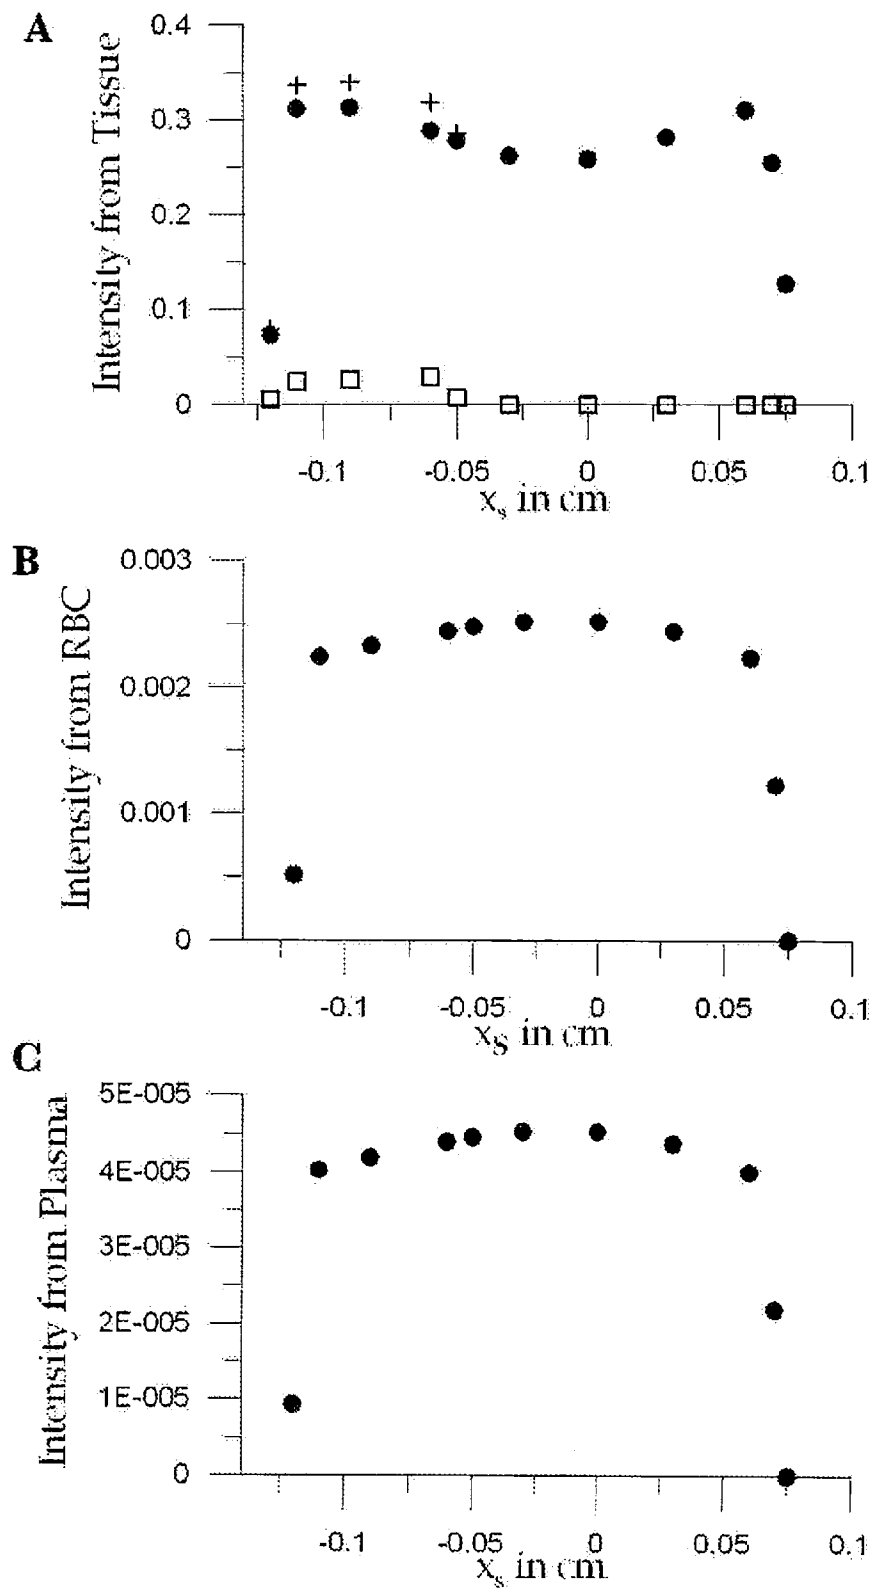 A
Intensity from Tissue
0.4
0.3
0.2
0.1
0
-0.1 -0.05 0 0.05 0.1
xs in cm
B
Intensity from RBC
0.003
0.002
0.001
0
-0.1 -0.05 0 0.05 0.1
xs in cm
C
Intensity from Plasma
5E-005
4E-005
3E-005
2E-005
1E-005
0
-0.1 -0.05 0 0.05 0.1
xs in cm